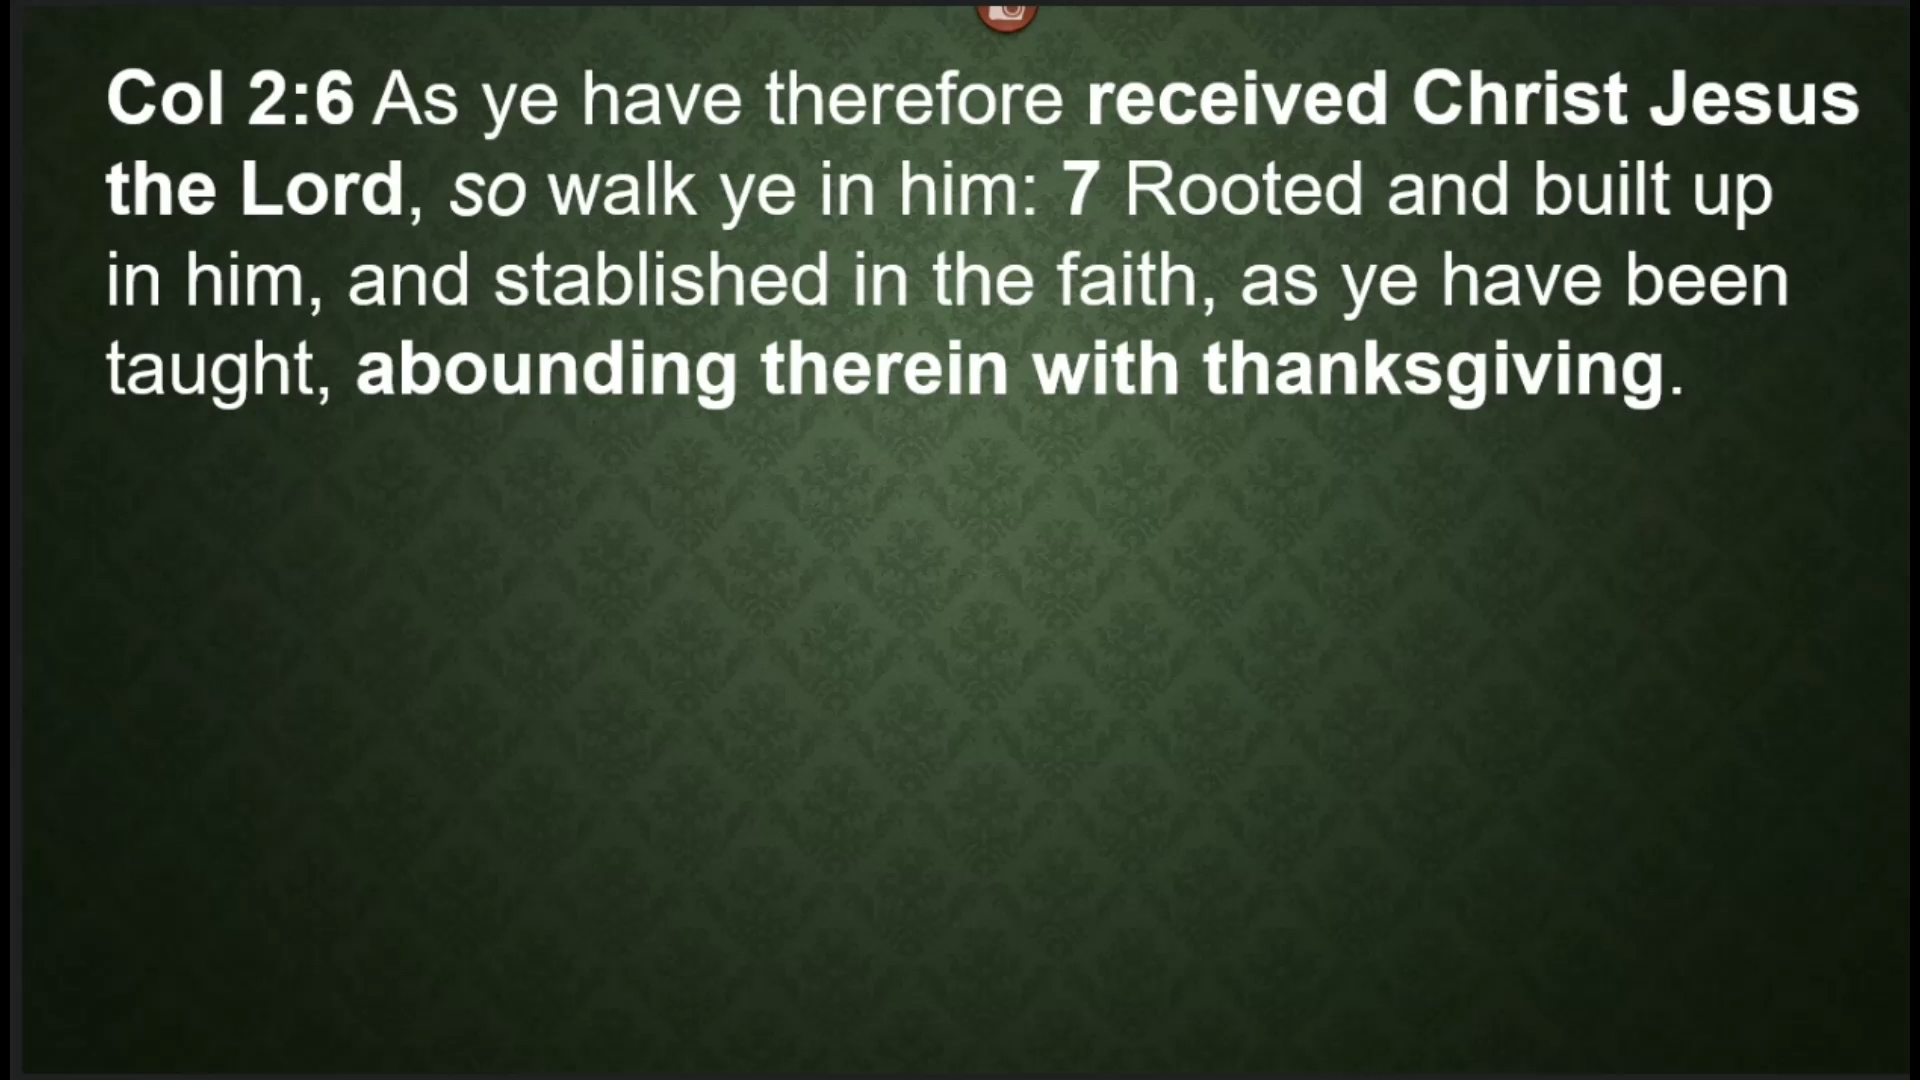 Col 2:6 As ye have therefore received Christ Jesus
the Lord, so walk ye in him: 7 Rooted and built up
in him, and stablished in the faith, as ye have been
taught, abounding therein with thanksgiving.